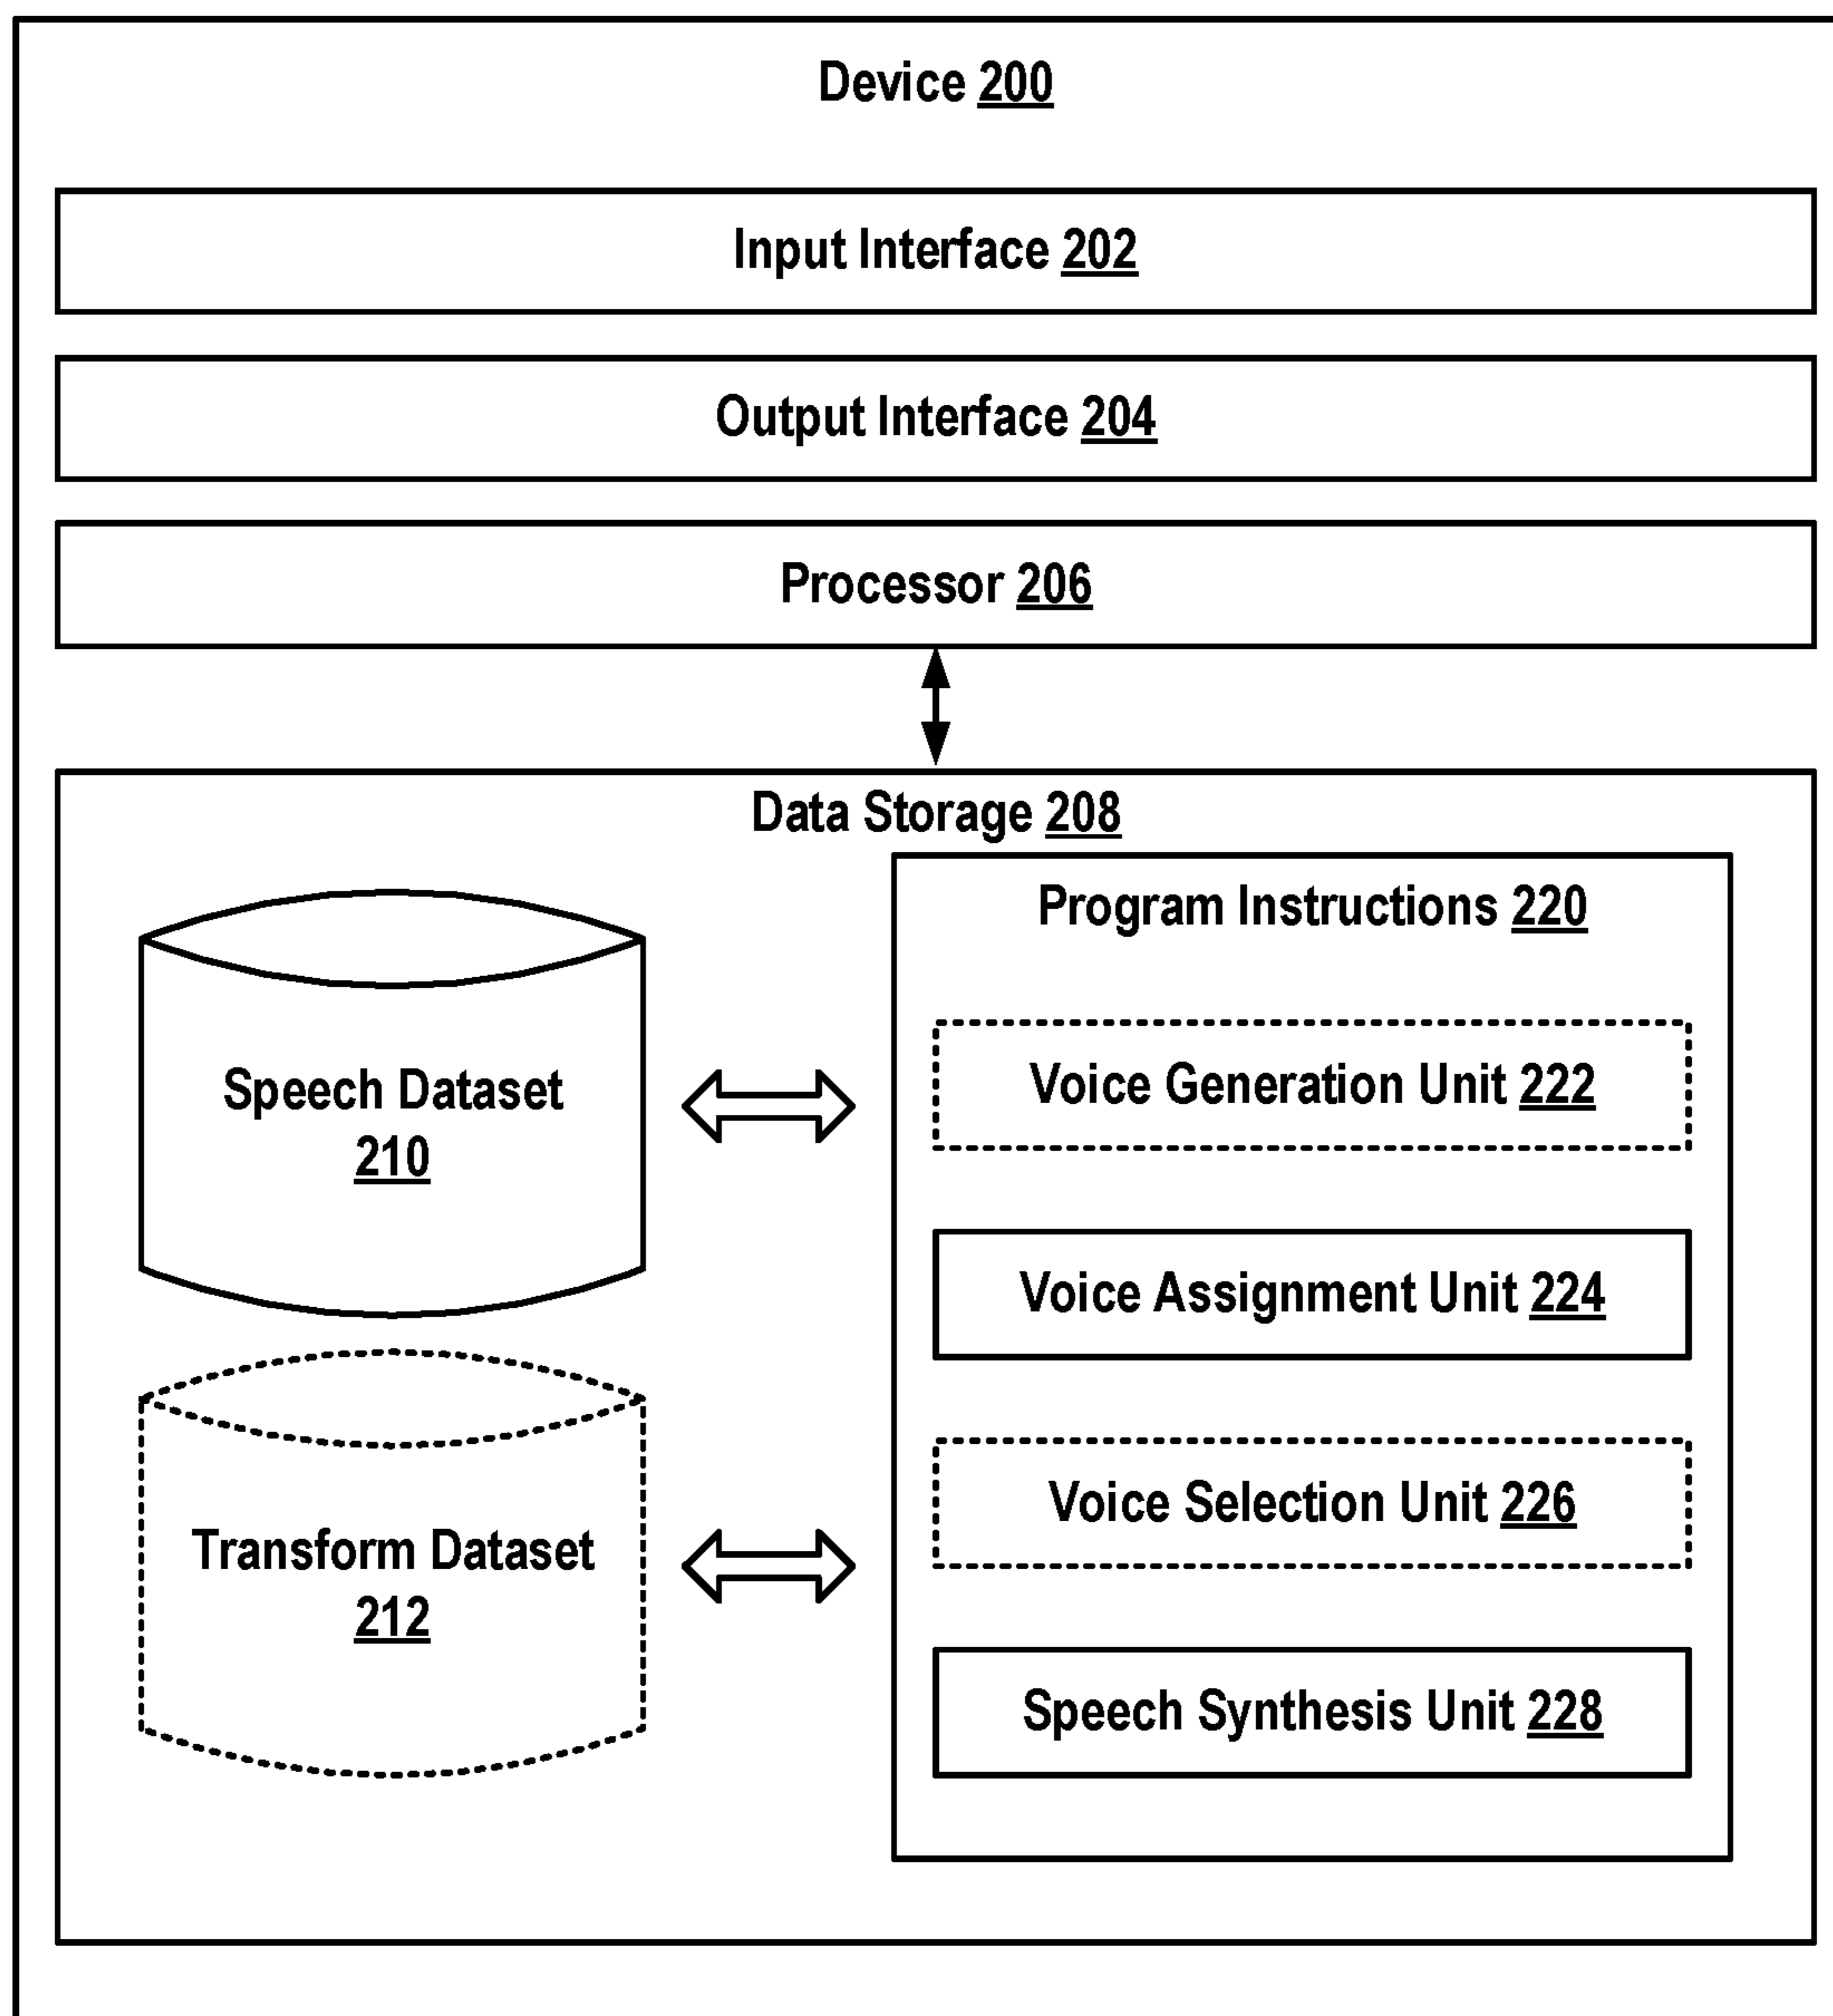 Device 200
Input Interface 202
Output Interface 204
Processor 206
Data Storage 208
Speech Dataset
210
Transform Dataset
212
Program Instructions 220
Voice Generation Unit 222
Voice Assignment Unit 224
Voice Selection Unit 226
Speech Synthesis Unit 228